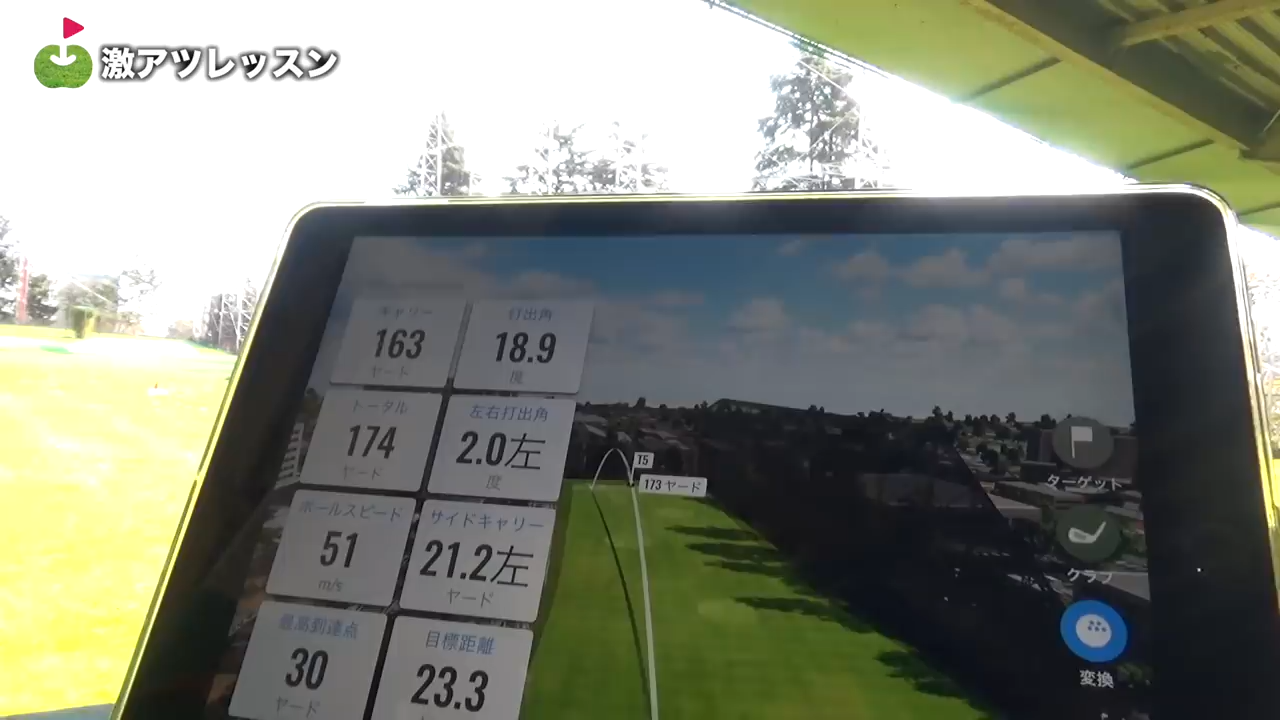 激アツレッスン
キャリー
163
ヤード
打出角
18.9
度
トータル
174
ヤード
左右打出角
2.0左
度
ボールスピード
51
m/s
サイドキャリー
21.2左
ヤード
最高到達点
30
ヤード
目標距離
23.3
T5
173 ヤード
ターゲット
クラブ
変換